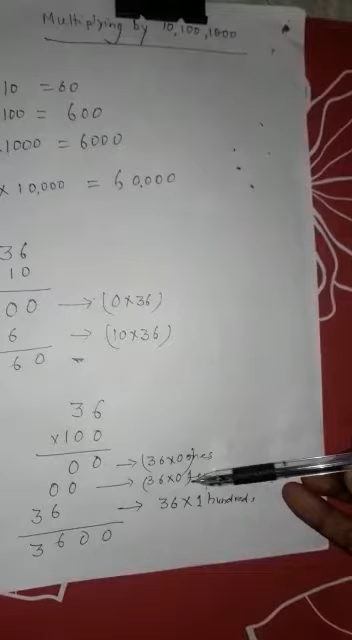 Multiplying by 10, 100, 1000
10 = 60
100 = 600
1000 = 6000
x 10,000 = 60,000
36
10
00 → (0x36)
6 → (10x36)
60
36
x100
00 → (36x0) ones
00 → (36x0)
36 → 36x1 hundreds
3600